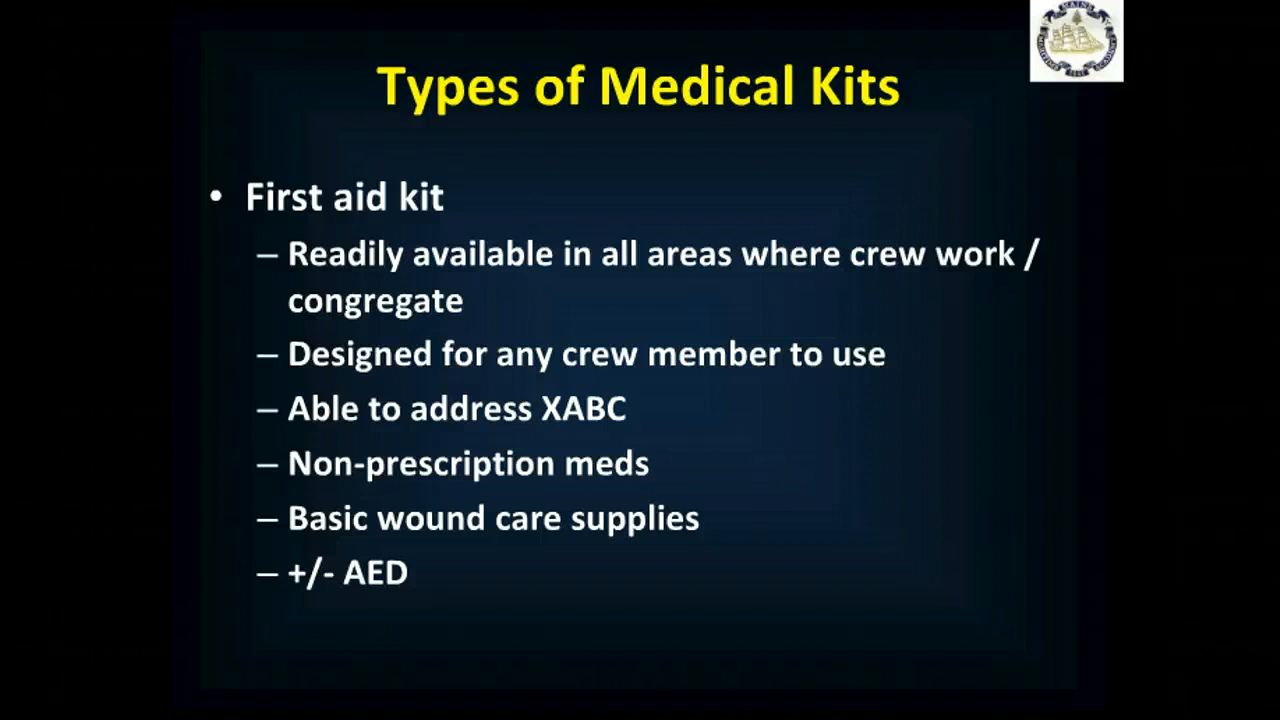 Types of Medical Kits
• First aid kit
– Readily available in all areas where crew work /
congregate
– Designed for any crew member to use
– Able to address XABC
– Non-prescription meds
– Basic wound care supplies
– +/- AED